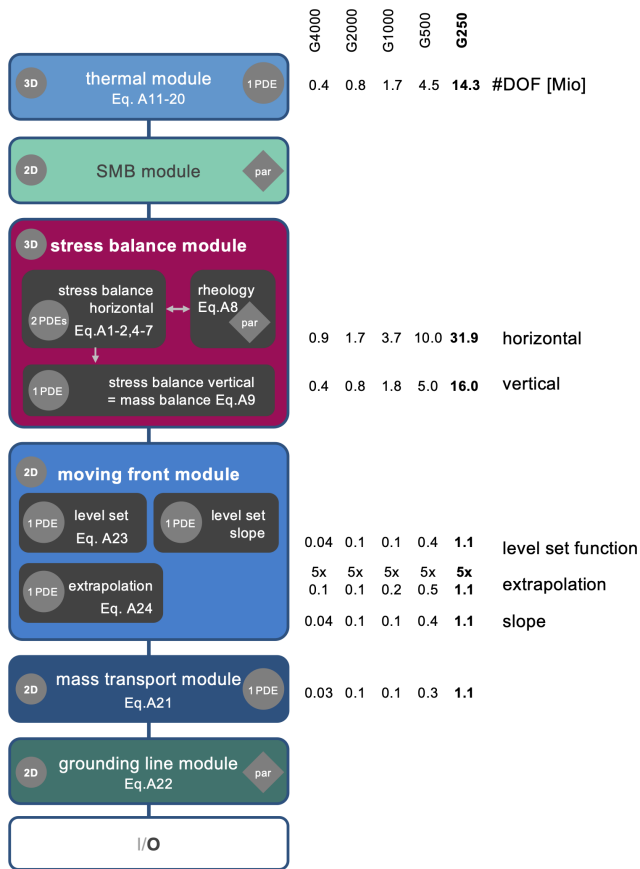 G4000 G2000 G1000 G500 G250
3D thermal module 1 PDE 0.4 0.8 1.7 4.5 14.3 #DOF [Mio]
Eq. A11-20
2D SMB module par
3D stress balance module
stress balance
horizontal
2 PDEs Eq.A1-2,4-7
rheology
Eq.A8
par
0.9 1.7 3.7 10.0 31.9 horizontal
1 PDE stress balance vertical
= mass balance Eq.A9
0.4 0.8 1.8 5.0 16.0 vertical
2D moving front module
1 PDE level set
Eq. A23
1 PDE level set
slope
0.04 0.1 0.1 0.4 1.1 level set function
1 PDE extrapolation
Eq. A24
5x 5x 5x 5x 5x
0.1 0.1 0.2 0.5 1.1 extrapolation
0.04 0.1 0.1 0.4 1.1 slope
2D mass transport module 1 PDE
Eq.A21
0.03 0.1 0.1 0.3 1.1
2D grounding line module par
Eq.A22
I/O